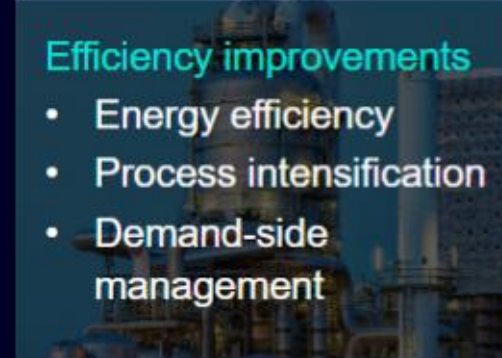 Efficiency improvements
• Energy efficiency
• Process intensification
• Demand-side
management